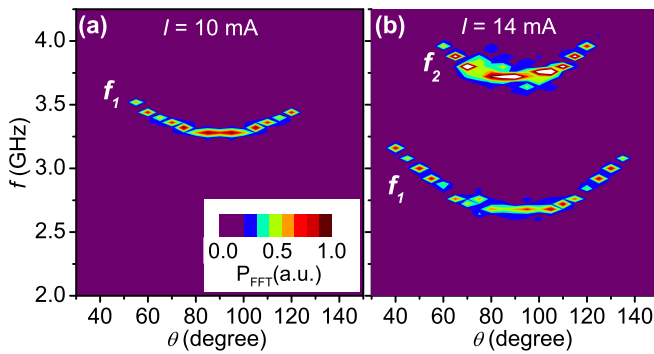 (a) I = 10 mA
(b) I = 14 mA
f (GHz)
4.0
3.5
3.0
2.5
2.0
f1
f2
f1
0.0 0.5 1.0
PFFT(a.u.)
40 60 80 100 120 140
40 60 80 100 120 140
θ (degree)
θ (degree)